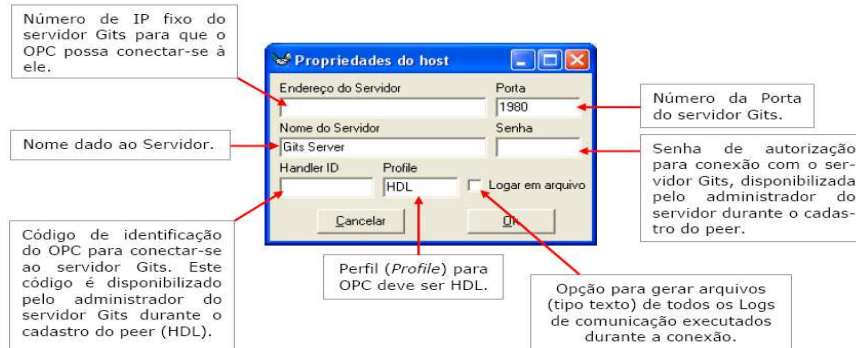 Número de IP fixo do
servidor Gits para que o
OPC possa conectar-se à
ele.
Propriedades do host
Endereço do Servidor
Porta
1980
Número da Porta
do servidor Gits.
Nome dado ao Servidor.
Nome do Servidor
Senha
Gits Server
Senha de autorização
para conexão com o ser-
vidor Gits, disponibilizada
pelo administrador do
servidor durante o cadas-
tro do peer.
Handler ID
Profile
HDL
Logar em arquivo
Cancelar
Código de identificação
do OPC para conectar-se
ao servidor Gits. Este
código é disponibilizado
pelo administrador do
servidor Gits durante o
cadastro do peer (HDL).
Perfil (Profile) para
OPC deve ser HDL.
Opção para gerar arquivos
(tipo texto) de todos os Logs
de comunicação executados
durante a conexão.